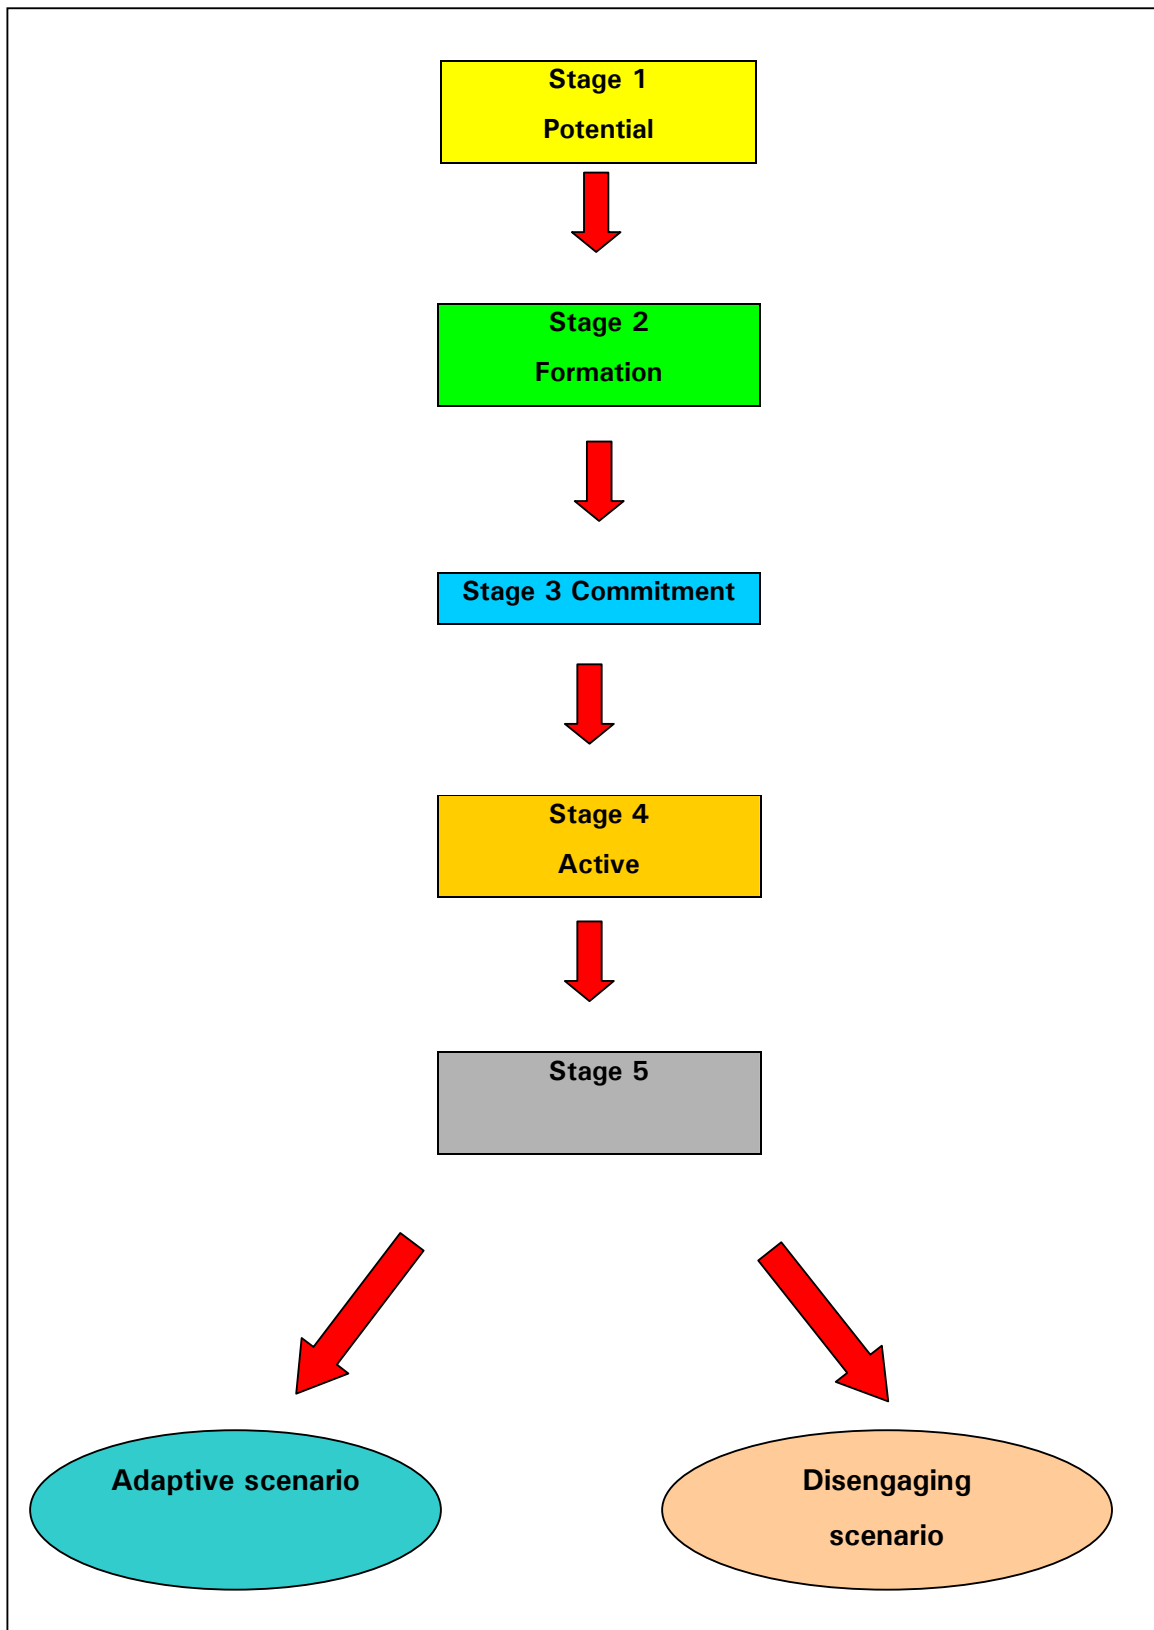 Stage 1
Potential
Stage 2
Formation
Stage 3 Commitment
Stage 4
Active
Stage 5
Adaptive scenario
Disengaging
scenario